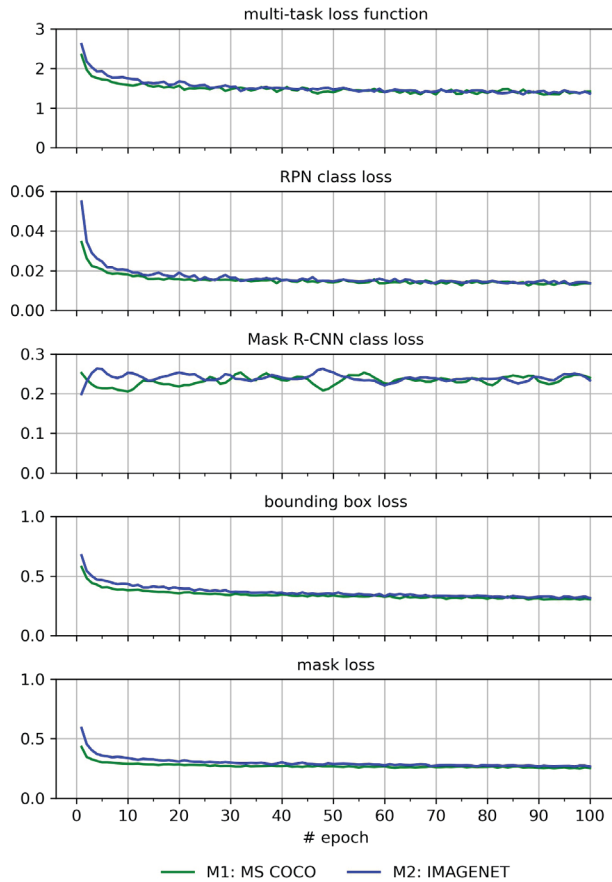 multi-task loss function
3
2
1
0
RPN class loss
0.06
0.04
0.02
0.00
Mask R-CNN class loss
0.3
0.2
0.1
0.0
bounding box loss
1.0
0.5
0.0
mask loss
1.0
0.5
0.0
0 10 20 30 40 50 60 70 80 90 100
# epoch
M1: MS COCO M2: IMAGENET